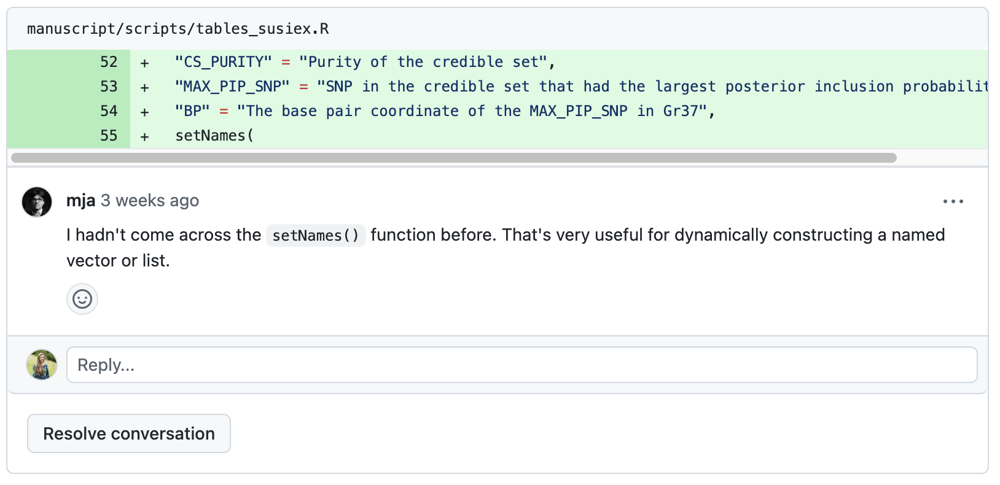 manuscript/scripts/tables_susiex.R
52 + "CS_PURITY" = "Purity of the credible set",
53 + "MAX_PIP_SNP" = "SNP in the credible set that had the largest posterior inclusion probabilit
54 + "BP" = "The base pair coordinate of the MAX_PIP_SNP in Gr37",
55 + setNames(
mja 3 weeks ago
I hadn't come across the setNames() function before. That's very useful for dynamically constructing a named
vector or list.
Reply...
Resolve conversation